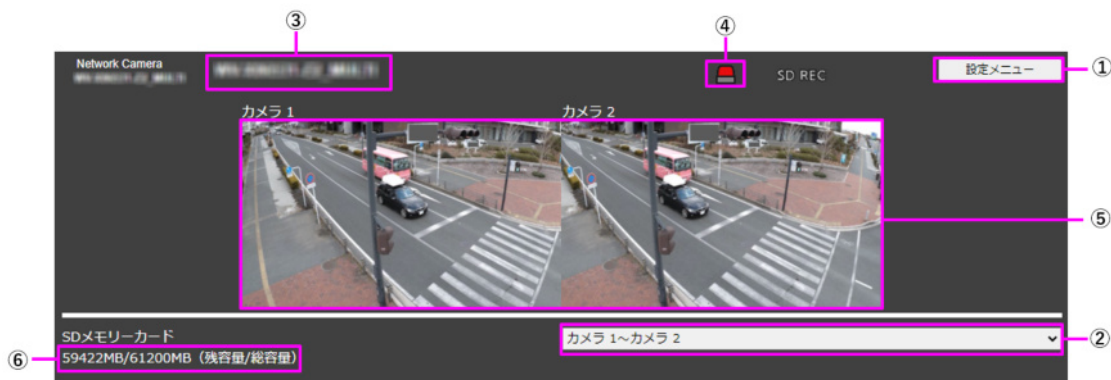 ③
④
Network Camera
SD REC
設定メニュー
①
カメラ 1
カメラ 2
⑤
SDメモリーカード
カメラ 1~カメラ 2
②
⑥
59422MB/61200MB（残容量/総容量）